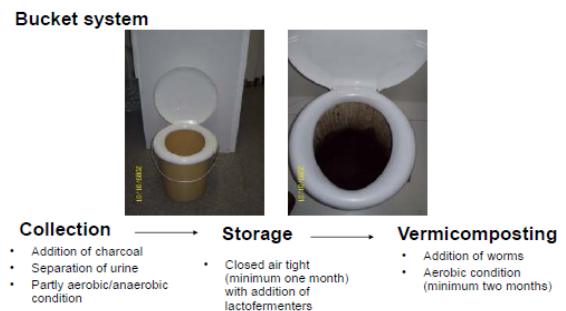 Bucket system
Collection
• Addition of charcoal
• Separation of urine
• Partly aerobic/anaerobic
condition
Storage
• Closed air tight
(minimum one month)
with addition of
lactofermenters
Vermicomposting
• Addition of worms
• Aerobic condition
(minimum two months)